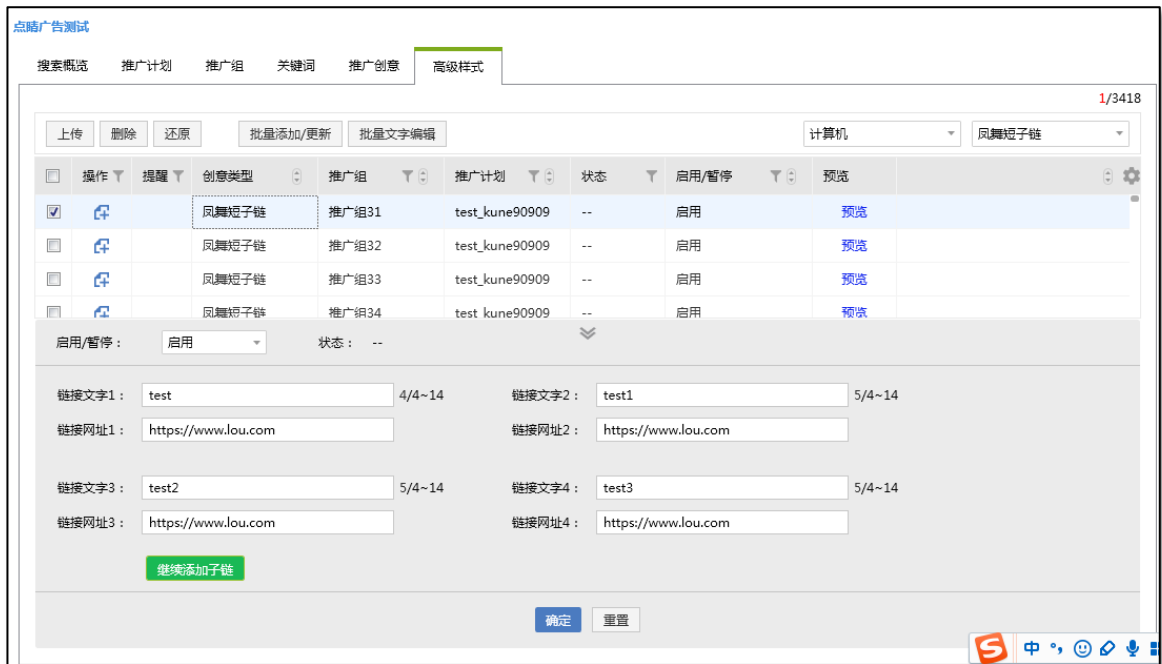 点睛广告测试
搜索概览 推广计划 推广组 关键词 推广创意 高级样式
1/3418
上传 删除 还原 批量添加/更新 批量文字编辑 计算机 凤舞短子链
操作 提醒 创意类型 推广组 推广计划 状态 启用/暂停 预览
凤舞短子链 推广组31 test_kune90909 -- 启用 预览
凤舞短子链 推广组32 test_kune90909 -- 启用 预览
凤舞短子链 推广组33 test_kune90909 -- 启用 预览
凤舞短子链 推广组34 test_kune90909 -- 启用 预览
启用/暂停： 启用 状态： --
链接文字1： test 4/4~14 链接文字2： test1 5/4~14
链接网址1： https://www.lou.com 链接网址2： https://www.lou.com
链接文字3： test2 5/4~14 链接文字4： test3 5/4~14
链接网址3： https://www.lou.com 链接网址4： https://www.lou.com
继续添加子链
确定 重置
S 中